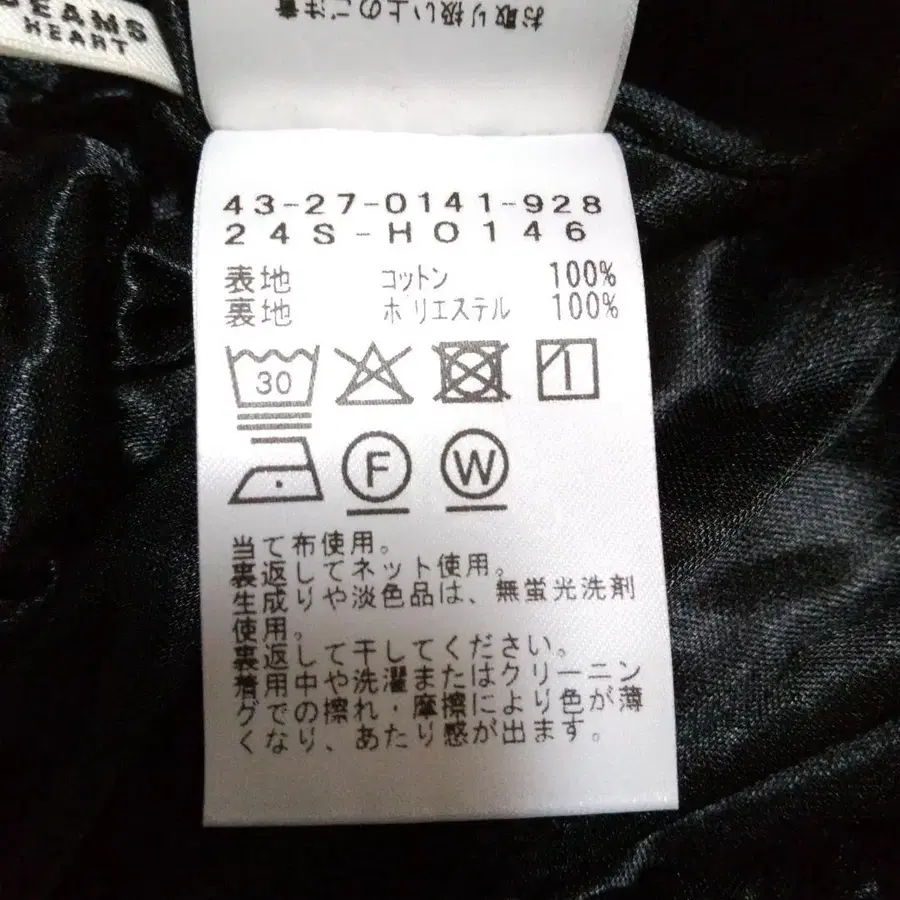 BEAMS
HEART
お取り扱い上のご注意
43-27-0141-928
24S-H0146
表地 コットン 100%
裏地 ポリエステル 100%
30
F W
当て布使用。
裏返してネット使用。
生成りや淡色品は、無蛍光洗剤
使用。
裏返して干してください。
着用中や洗濯またはクリーニン
グでの擦れ・摩擦により色が薄
くなり、あたり感が出ます。